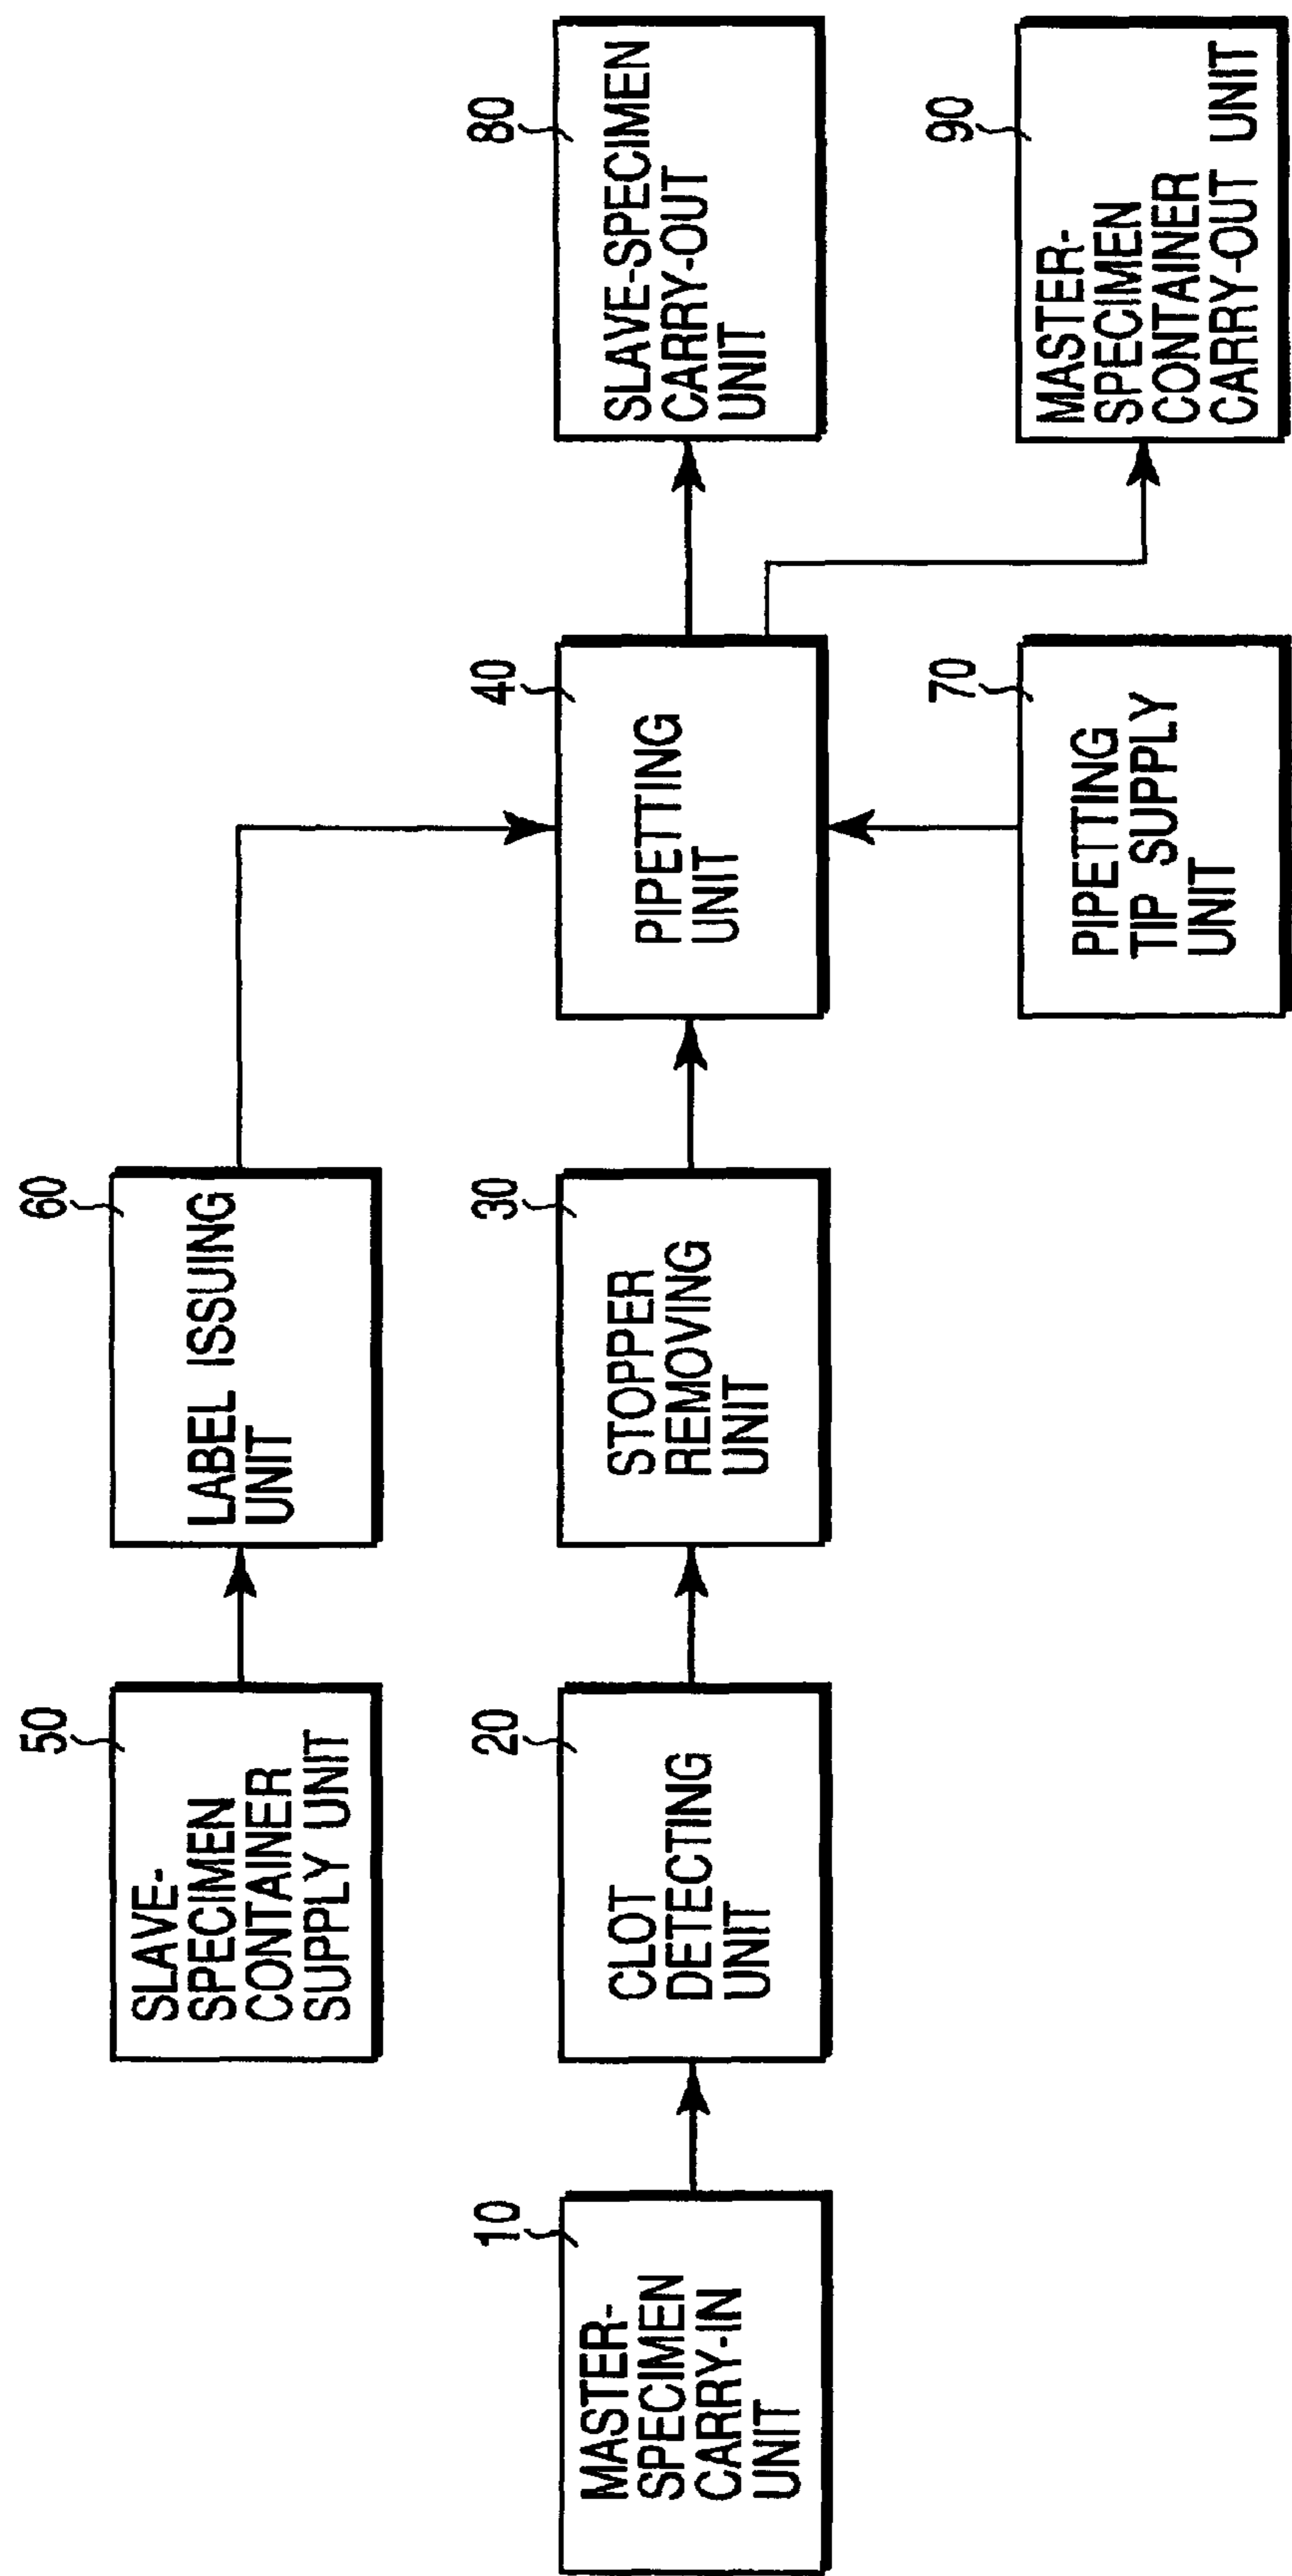 50
SLAVE-
SPECIMEN
CONTAINER
SUPPLY UNIT
60
LABEL ISSUING
UNIT
10
MASTER-
SPECIMEN
CARRY-IN
UNIT
20
CLOT
DETECTING
UNIT
30
STOPPER
REMOVING
UNIT
40
PIPETTING
UNIT
80
SLAVE-SPECIMEN
CARRY-OUT
UNIT
70
PIPETTING
TIP SUPPLY
UNIT
90
MASTER-
SPECIMEN
CONTAINER
CARRY-OUT UNIT